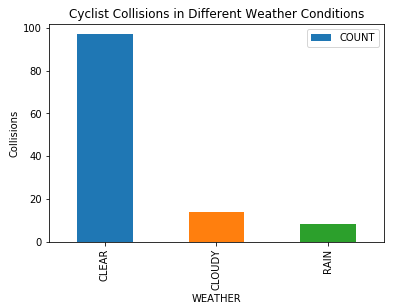 Cyclist Collisions in Different Weather Conditions
COUNT
100
80
60
40
20
0
Collisions
CLEAR
CLOUDY
RAIN
WEATHER